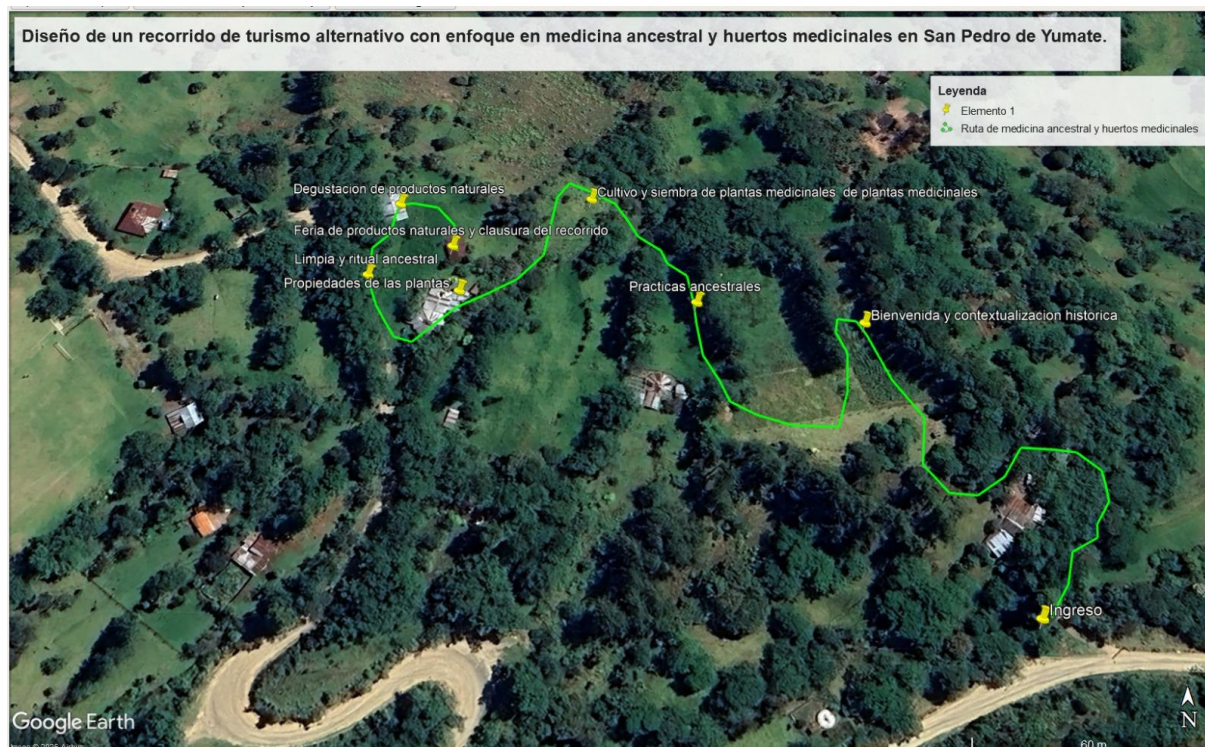 Diseño de un recorrido de turismo alternativo con enfoque en medicina ancestral y huertos medicinales en San Pedro de Yumate.
Leyenda
Elemento 1
Ruta de medicina ancestral y huertos medicinales
Degustacion de productos naturales
Cultivo y siembra de plantas medicinales de plantas medicinales
Feria de productos naturales y clausura del recorrido
Limpia y ritual ancestral
Propiedades de las plantas
Practicas ancestrales
Bienvenida y contextualizacion historica
Ingreso
Google Earth
N
60 m